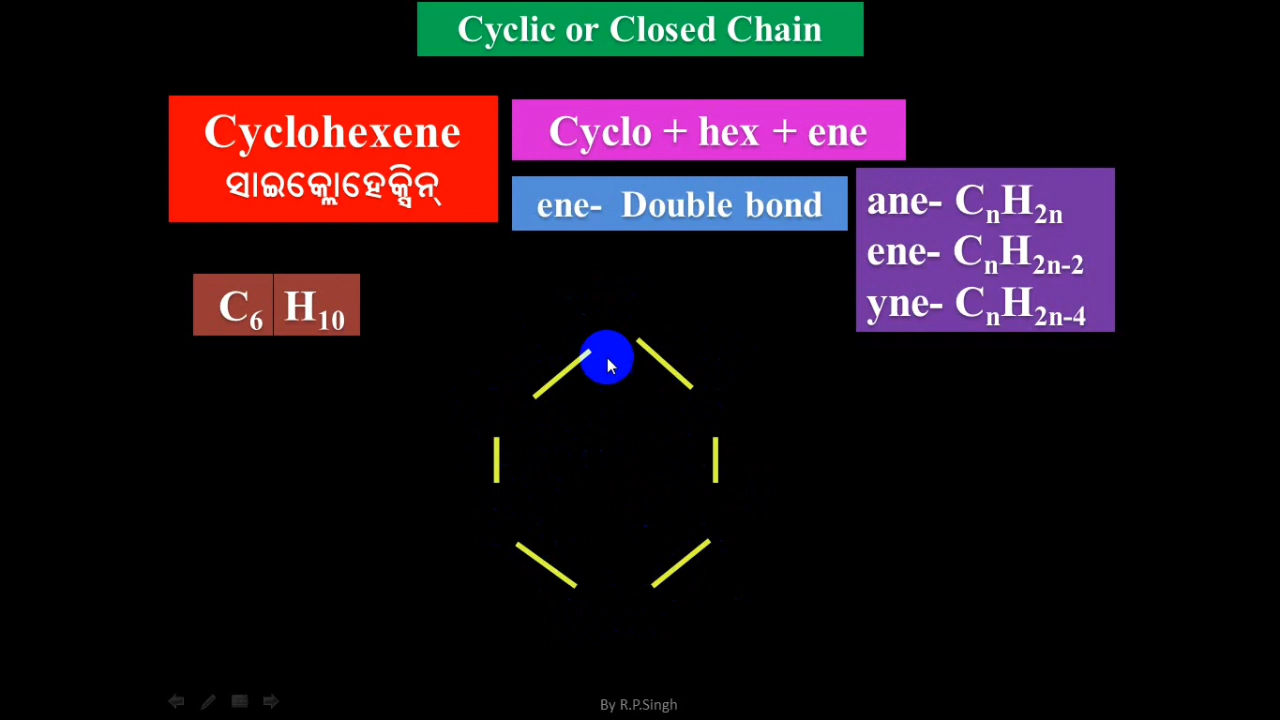 Cyclic or Closed Chain
Cyclohexene
ସାଇକ୍ଲୋହେକ୍ସିନ୍
Cyclo + hex + ene
ene- Double bond
ane- CₙH₂ₙ
ene- CₙH₂ₙ₋₂
yne- CₙH₂ₙ₋₄
C₆ H₁₀
By R.P.Singh